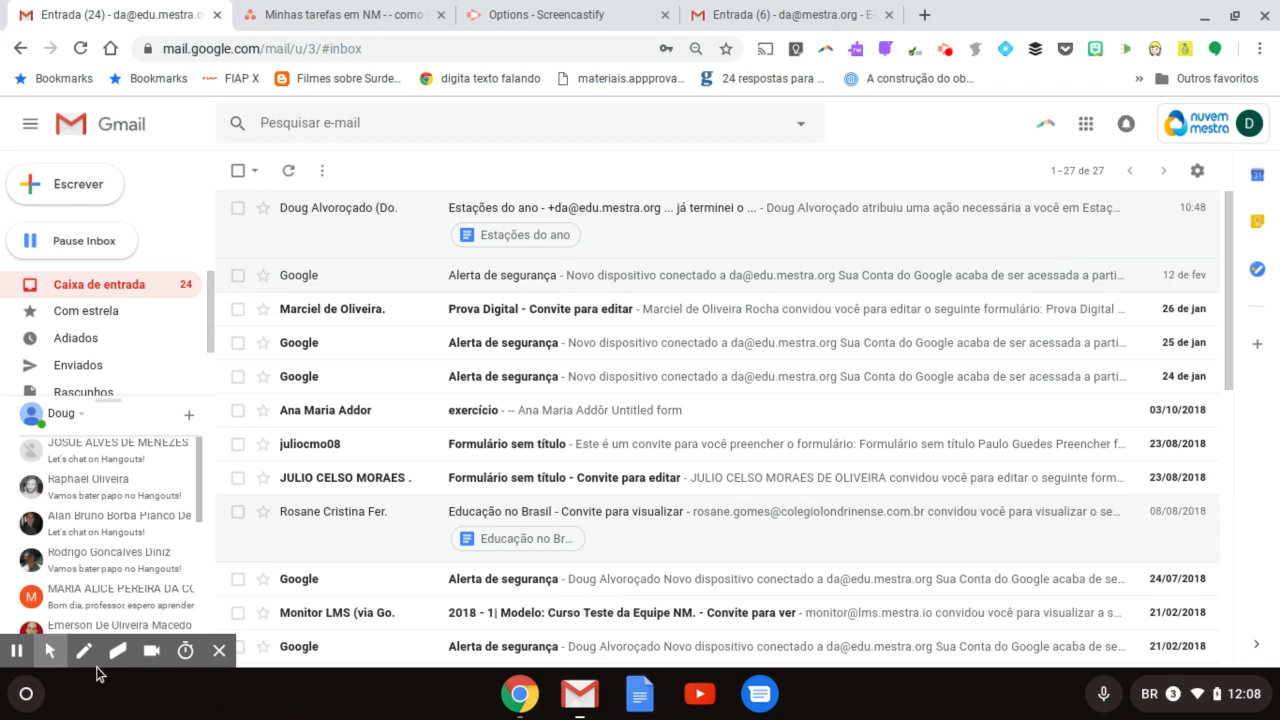 Entrada (24) - da@edu.mestra.o
Minhas tarefas em NM - - como
Options - Screencastify
Entrada (6) - da@mestra.org - E-
mail.google.com/mail/u/3/#inbox
Bookmarks
Bookmarks
FIAP X
Filmes sobre Surde...
digita texto falando
materiais.appprova...
24 respostas para ...
A construção do ob...
»
Outros favoritos
Gmail
Pesquisar e-mail
nuvem mestra
D
Escrever
1–27 de 27
Pause Inbox
Caixa de entrada 24
Com estrela
Adiados
Enviados
Rascunhos
Doug
JOSUE ALVES DE MENEZES
Let's chat on Hangouts!
Raphael Oliveira
Vamos bater papo no Hangouts!
Alan Bruno Borba Pianco De
Let's chat on Hangouts!
Rodrigo Goncalves Diniz
Vamos bater papo no Hangouts!
M
MARIA ALICE PEREIRA DA CC
Bom dia, professor, espero aprender
Emerson De Oliveira Macedo
Doug Alvoroçado (Do. Estações do ano - +da@edu.mestra.org ... já terminei o ... - Doug Alvoroçado atribuiu uma ação necessária a você em Estaç... 10:48
Estações do ano
Google Alerta de segurança - Novo dispositivo conectado a da@edu.mestra.org Sua Conta do Google acaba de ser acessada a parti... 12 de fev
Marciel de Oliveira. Prova Digital - Convite para editar - Marciel de Oliveira Rocha convidou você para editar o seguinte formulário: Prova Digital ... 26 de jan
Google Alerta de segurança - Novo dispositivo conectado a da@edu.mestra.org Sua Conta do Google acaba de ser acessada a parti... 25 de jan
Google Alerta de segurança - Novo dispositivo conectado a da@edu.mestra.org Sua Conta do Google acaba de ser acessada a parti... 24 de jan
Ana Maria Addor exercício - -- Ana Maria Addôr Untitled form 03/10/2018
juliocmo08 Formulário sem título - Este é um convite para você preencher o formulário: Formulário sem título Paulo Guedes Preencher f... 23/08/2018
JULIO CELSO MORAES . Formulário sem título - Convite para editar - JULIO CELSO MORAES DE OLIVEIRA convidou você para editar o seguinte form... 23/08/2018
Rosane Cristina Fer. Educação no Brasil - Convite para visualizar - rosane.gomes@colegiolondrinense.com.br convidou você para visualizar o se... 08/08/2018
Educação no Br...
Google Alerta de segurança - Doug Alvoroçado Novo dispositivo conectado a da@edu.mestra.org Sua Conta do Google acaba de se... 24/07/2018
Monitor LMS (via Go. 2018 - 1| Modelo: Curso Teste da Equipe NM. - Convite para ver - monitor@lms.mestra.io convidou você para visualizar a s... 21/02/2018
Google Alerta de segurança - Doug Alvoroçado Novo dispositivo conectado a da@edu.mestra.org Sua Conta do Google acaba de se... 21/02/2018
BR 3 12:08